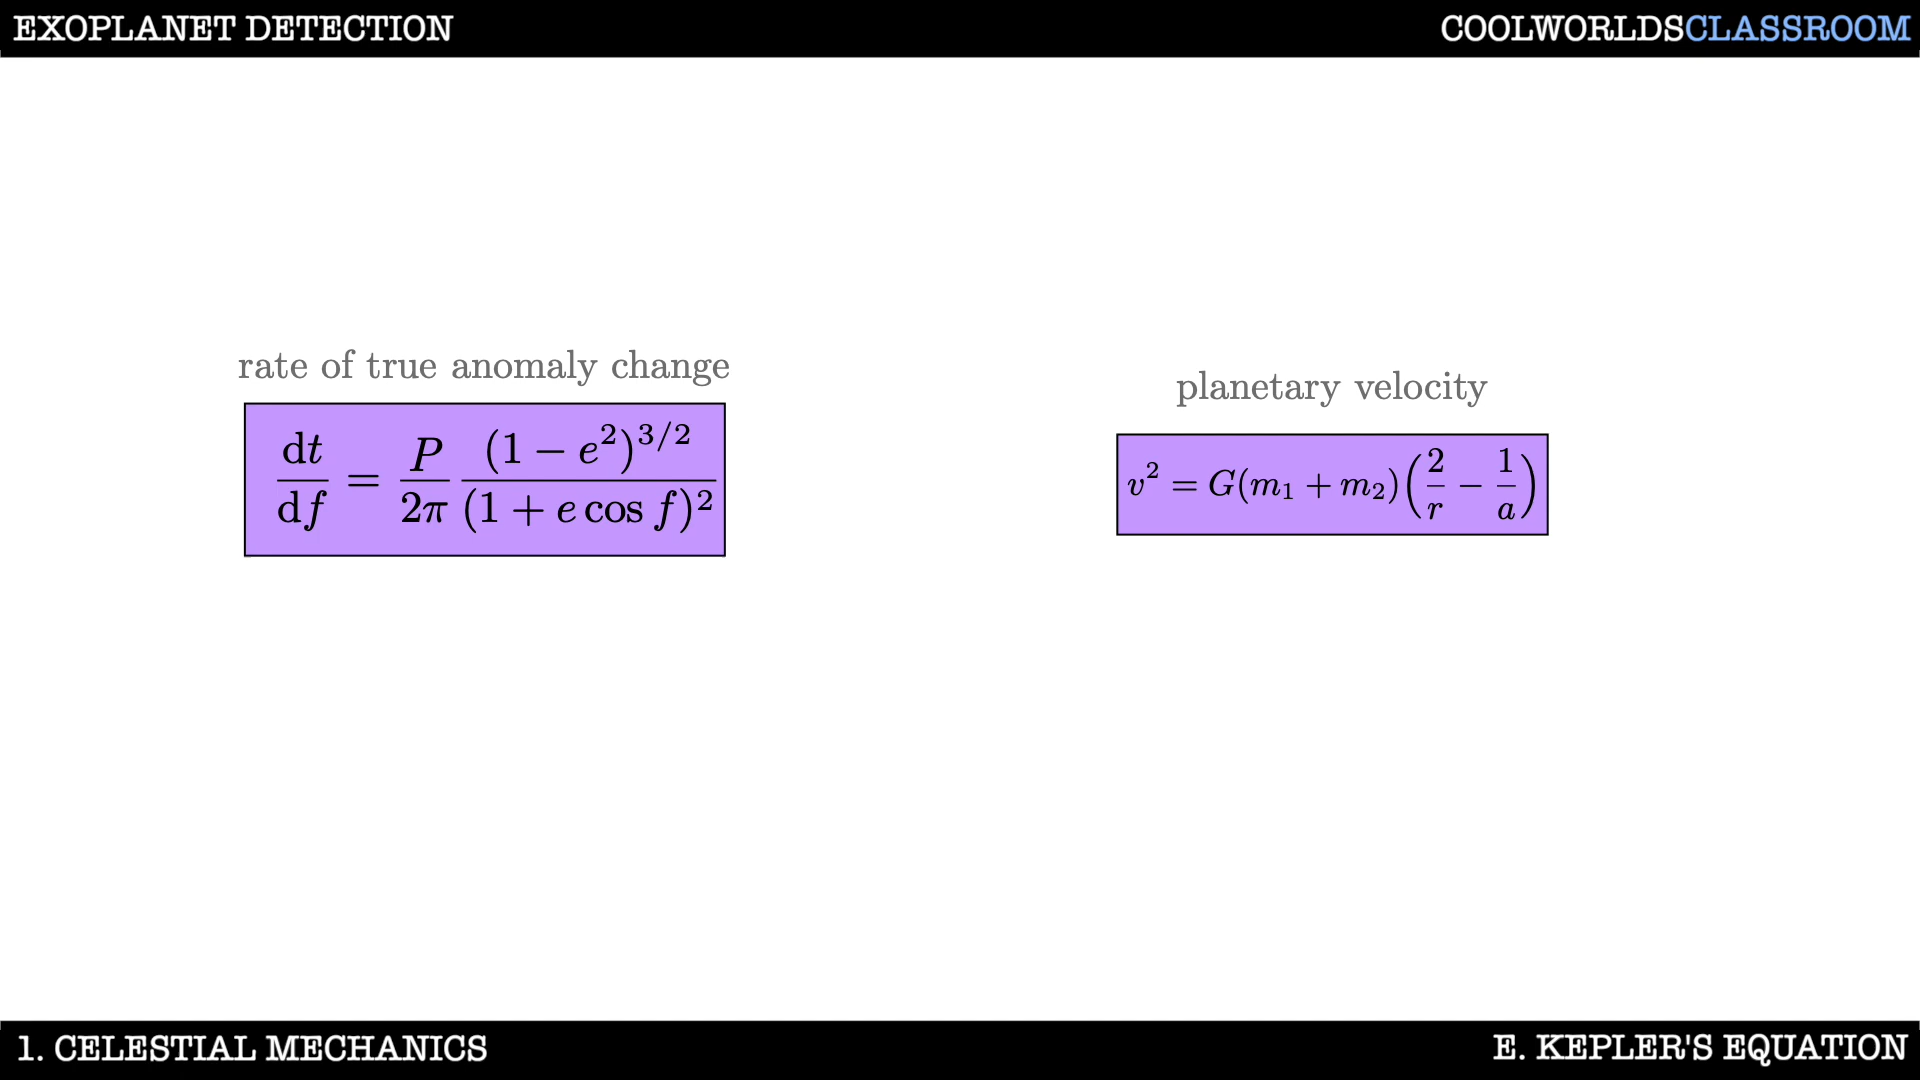 EXOPLANET DETECTION
COOLWORLDSCLASSROOM
rate of true anomaly change
dt/df = P/2π (1 − e²)^{3/2}/(1 + e cos f)²
planetary velocity
v² = G(m₁ + m₂)(2/r − 1/a)
1. CELESTIAL MECHANICS
E. KEPLER'S EQUATION